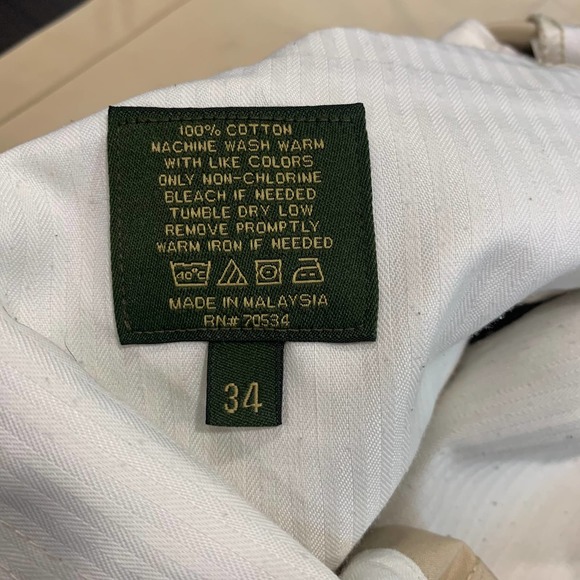 100% COTTON
MACHINE WASH WARM
WITH LIKE COLORS
ONLY NON-CHLORINE
BLEACH IF NEEDED
TUMBLE DRY LOW
REMOVE PROMPTLY
WARM IRON IF NEEDED
40°C
MADE IN MALAYSIA
RN# 70534
34